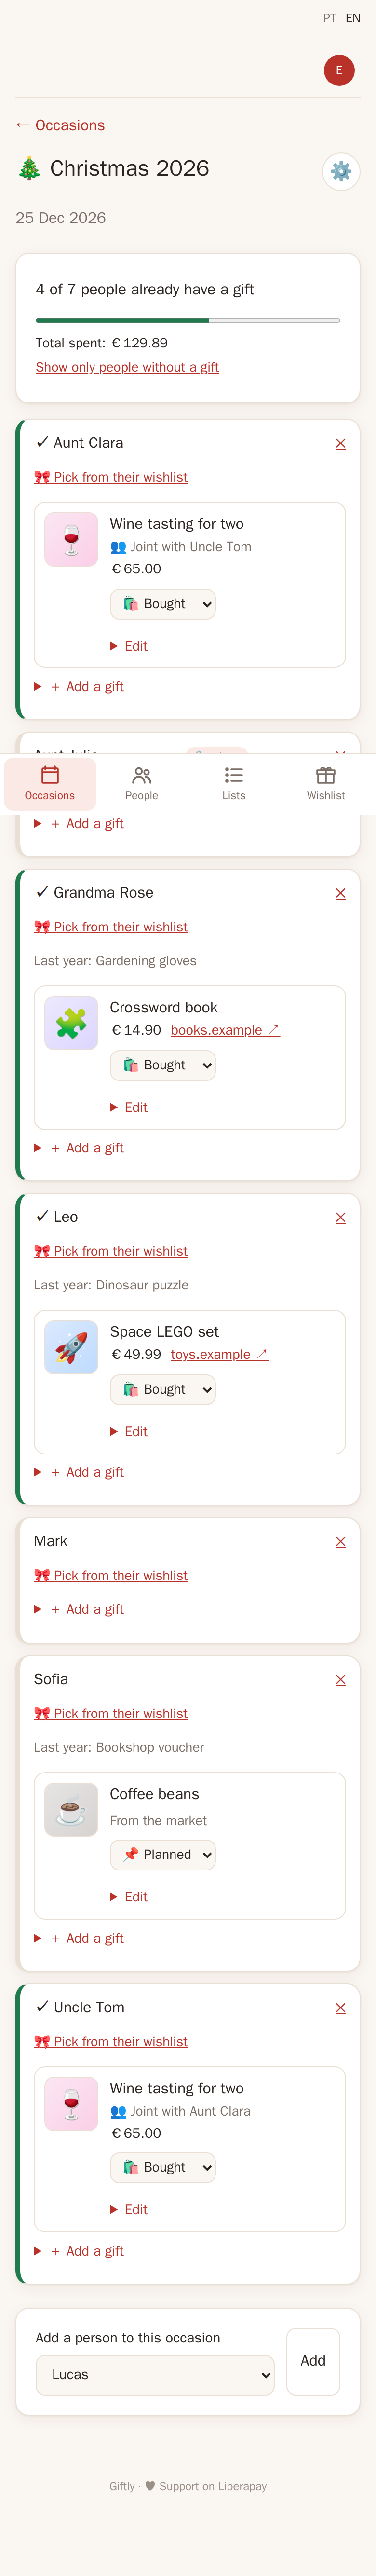 PT EN
E
← Occasions
🎄 Christmas 2026
25 Dec 2026
4 of 7 people already have a gift
Total spent: € 129.89
Show only people without a gift
✓ Aunt Clara ×
🎀 Pick from their wishlist
Wine tasting for two
👥 Joint with Uncle Tom
€ 65.00
🛍️ Bought
▶ Edit
▶ + Add a gift
Occasions People Lists Wishlist
▶ + Add a gift
✓ Grandma Rose ×
🎀 Pick from their wishlist
Last year: Gardening gloves
Crossword book
€ 14.90 books.example ↗
🛍️ Bought
▶ Edit
▶ + Add a gift
✓ Leo ×
🎀 Pick from their wishlist
Last year: Dinosaur puzzle
Space LEGO set
€ 49.99 toys.example ↗
🛍️ Bought
▶ Edit
▶ + Add a gift
Mark ×
🎀 Pick from their wishlist
▶ + Add a gift
Sofia ×
🎀 Pick from their wishlist
Last year: Bookshop voucher
Coffee beans
From the market
📌 Planned
▶ Edit
▶ + Add a gift
✓ Uncle Tom ×
🎀 Pick from their wishlist
Wine tasting for two
👥 Joint with Aunt Clara
€ 65.00
🛍️ Bought
▶ Edit
▶ + Add a gift
Add a person to this occasion
Lucas
Add
Giftly · ♥ Support on Liberapay